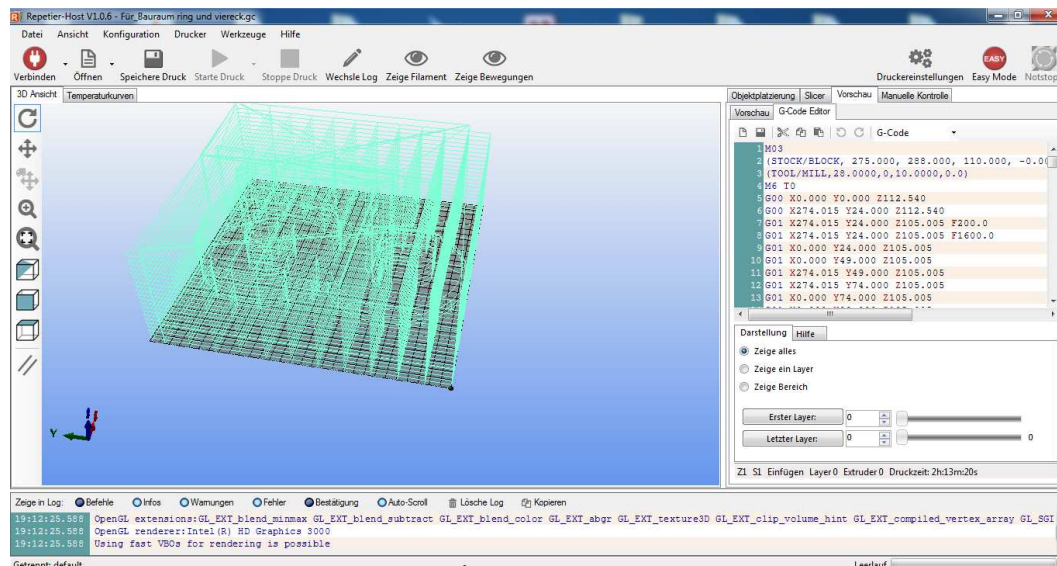 Repetier-Host V1.0.6 - Für_Bauraum ring und viereck.gc
Datei Ansicht Konfiguration Drucker Werkzeuge Hilfe
Verbinden Öffnen Speichere Druck Starte Druck Stoppe Druck Wechsle Log Zeige Filament Zeige Bewegungen Druckereinstellungen Easy Mode Notstop
EASY
3D Ansicht Temperaturkurven
Objektplatzierung Slicer Vorschau Manuelle Kontrolle
Vorschau G-Code Editor
G-Code
1 M03
2 (STOCK/BLOCK, 275.000, 288.000, 110.000, -0.00
3 (TOOL/MILL,28.0000,0,10.0000,0.0)
4 M6 T0
5 G00 X0.000 Y0.000 Z112.540
6 G00 X274.015 Y24.000 Z112.540
7 G01 X274.015 Y24.000 Z105.005 F200.0
8 G01 X274.015 Y24.000 Z105.005 F1600.0
9 G01 X0.000 Y24.000 Z105.005
10 G01 X0.000 Y49.000 Z105.005
11 G01 X274.015 Y49.000 Z105.005
12 G01 X274.015 Y74.000 Z105.005
13 G01 X0.000 Y74.000 Z105.005
Darstellung Hilfe
Zeige alles
Zeige ein Layer
Zeige Bereich
Erster Layer: 0
Letzter Layer: 0 0
Y
Z1 S1 Einfügen Layer 0 Extruder 0 Druckzeit: 2h:13m:20s
Zeige in Log: Befehle Infos Warnungen Fehler Bestätigung Auto-Scroll Lösche Log Kopieren
19:12:25.588 OpenGL extensions:GL_EXT_blend_minmax GL_EXT_blend_subtract GL_EXT_blend_color GL_EXT_abgr GL_EXT_texture3D GL_EXT_clip_volume_hint GL_EXT_compiled_vertex_array GL_SGI
19:12:25.588 OpenGL renderer:Intel(R) HD Graphics 3000
19:12:25.588 Using fast VBOs for rendering is possible
Getrennt: default Leerlauf